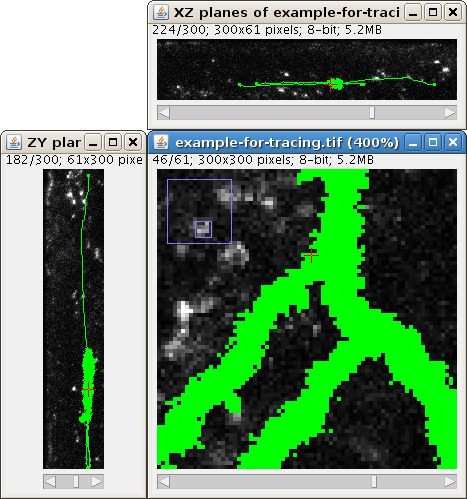 XZ planes of example-for-traci
224/300; 300x61 pixels; 8-bit; 5.2MB
ZY plar
182/300; 61x300 pixe
example-for-tracing.tif (400%)
46/61; 300x300 pixels; 8-bit; 5.2MB